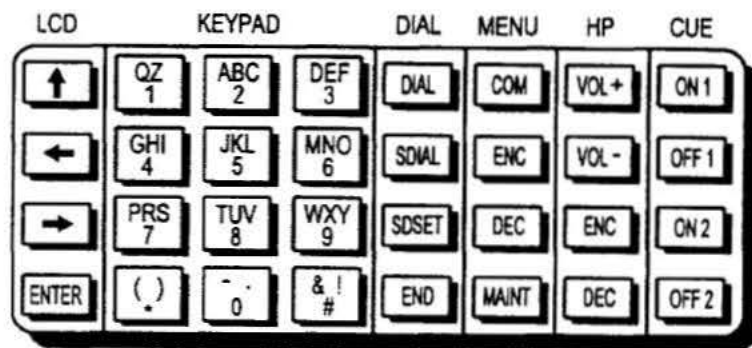 LCD KEYPAD DIAL MENU HP CUE
↑ QZ ABC DEF DIAL COM VOL+ ON 1
1 2 3
← GHI JKL MNO SDIAL ENC VOL- OFF 1
4 5 6
→ PRS TUV WXY SDSET DEC ENC ON 2
7 8 9
ENTER ( ) - . & ! END MAINT DEC OFF 2
* 0 #